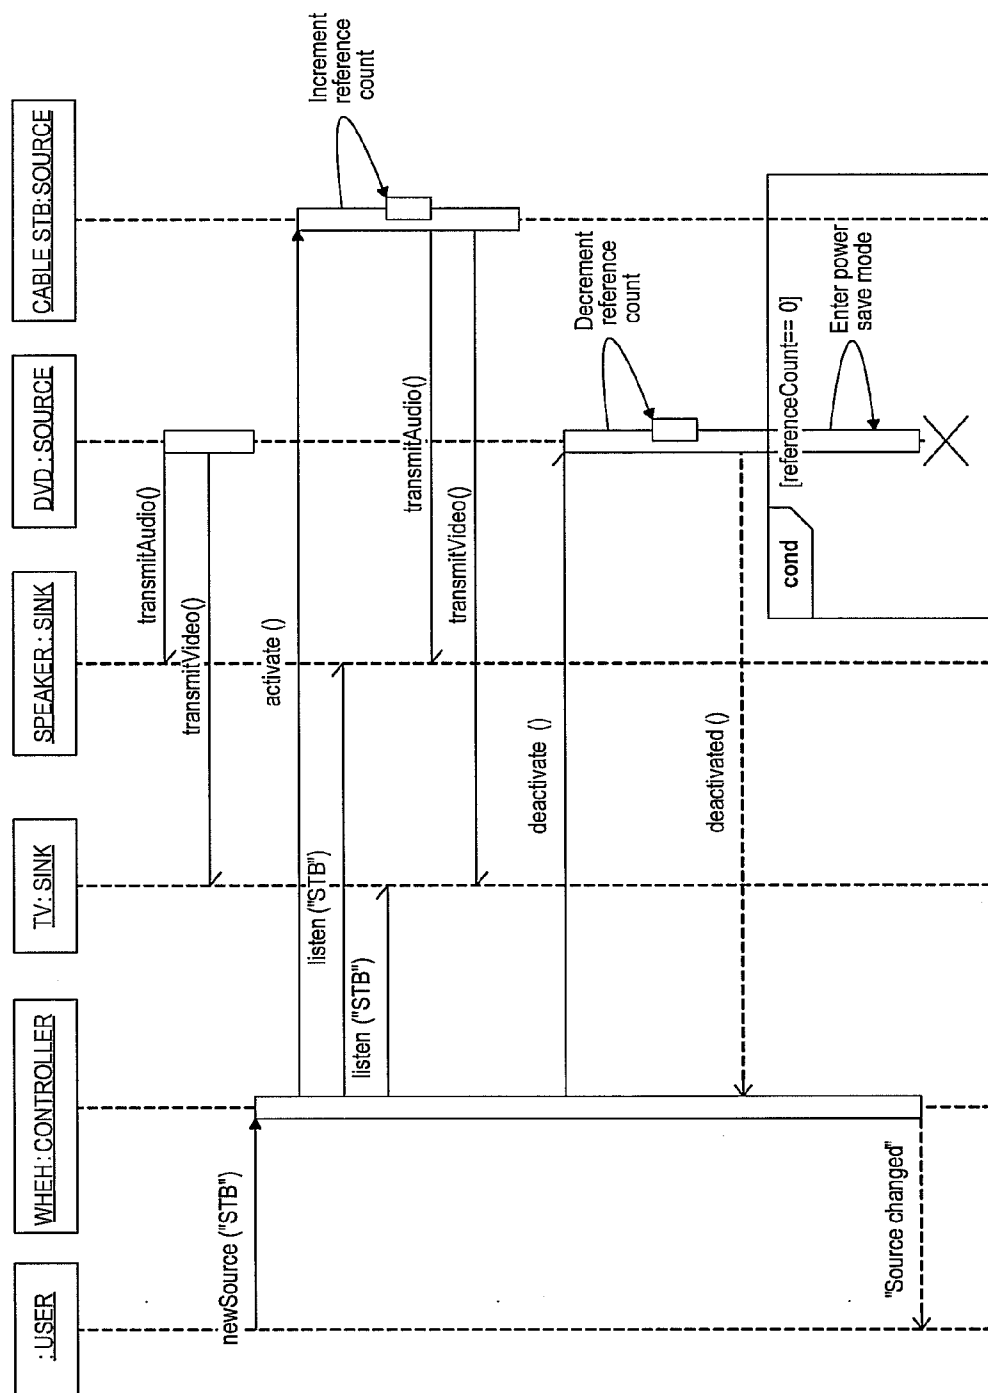 : USER
WHEH: CONTROLLER
TV: SINK
SPEAKER: SINK
DVD : SOURCE
CABLE STB: SOURCE
transmitAudio()
transmitVideo()
newSource ("STB")
activate ()
listen ("STB")
Increment
reference
count
listen ("STB")
transmitAudio()
transmitVideo()
deactivate ()
Decrement
reference
count
deactivated ()
cond
[referenceCount== 0]
Enter power
save mode
"Source changed"